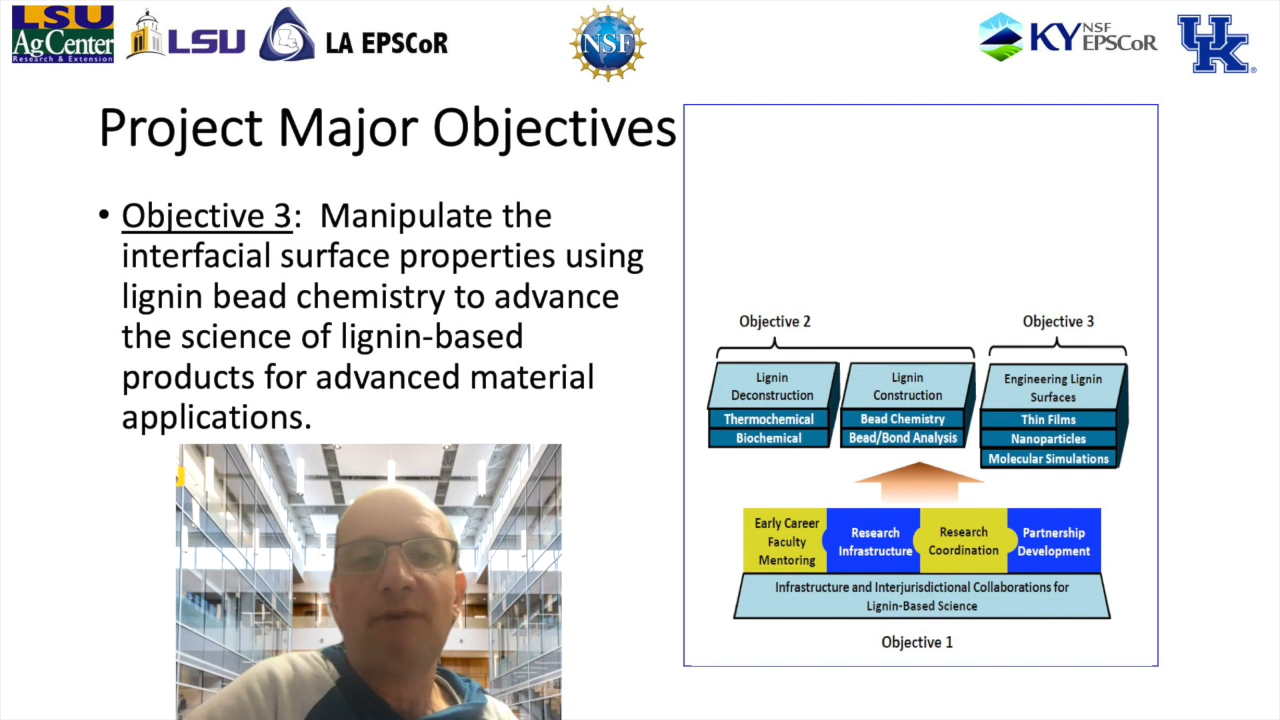 LSU
AgCenter
Research & Extension
LSU
LA EPSCoR
NSF
KY NSF
EPSCoR
UK
®
Project Major Objectives
• Objective 3: Manipulate the
interfacial surface properties using
lignin bead chemistry to advance
the science of lignin-based
products for advanced material
applications.
Objective 2
Objective 3
Lignin
Deconstruction
Thermochemical
Biochemical
Lignin
Construction
Bead Chemistry
Bead/Bond Analysis
Engineering Lignin
Surfaces
Thin Films
Nanoparticles
Molecular Simulations
Early Career
Faculty
Mentoring
Research
Infrastructure
Research
Coordination
Partnership
Development
Infrastructure and Interjurisdictional Collaborations for
Lignin-Based Science
Objective 1